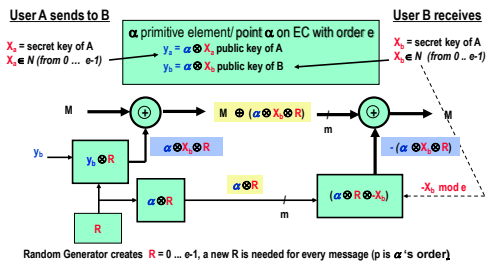 User A sends to B
User B receives
α primitive element/ point α on EC with order e
Xa = secret key of A
Xa ∈ N (from 0 ... e-1)
ya = α⊗Xa public key of A
yb = α⊗Xb public key of B
Xb = secret key of A
Xb ∈ N (from 0 .. e-1)
M
M ⊕ (α⊗Xb⊗R)
m
M
α⊗Xb⊗R
- (α⊗Xb⊗R)
yb
yb⊗R
α⊗R
α⊗R
m
(α⊗R⊗-Xb)
-Xb mod e
R
Random Generator creates R = 0 ... e-1, a new R is needed for every message (p is α 's order)